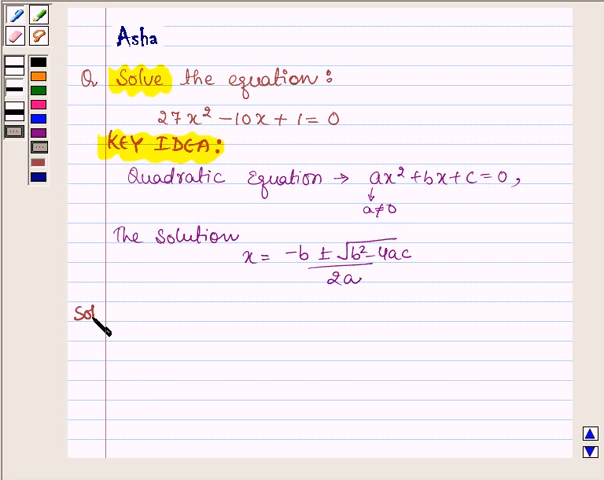 Asha
Q Solve the equation:
27x² - 10x + 1 = 0
KEY IDEA:
Quadratic Equation → ax² + bx + c = 0,
↓
a ≠ 0
The Solution
x = -b ± √b² - 4ac
2a
Sol